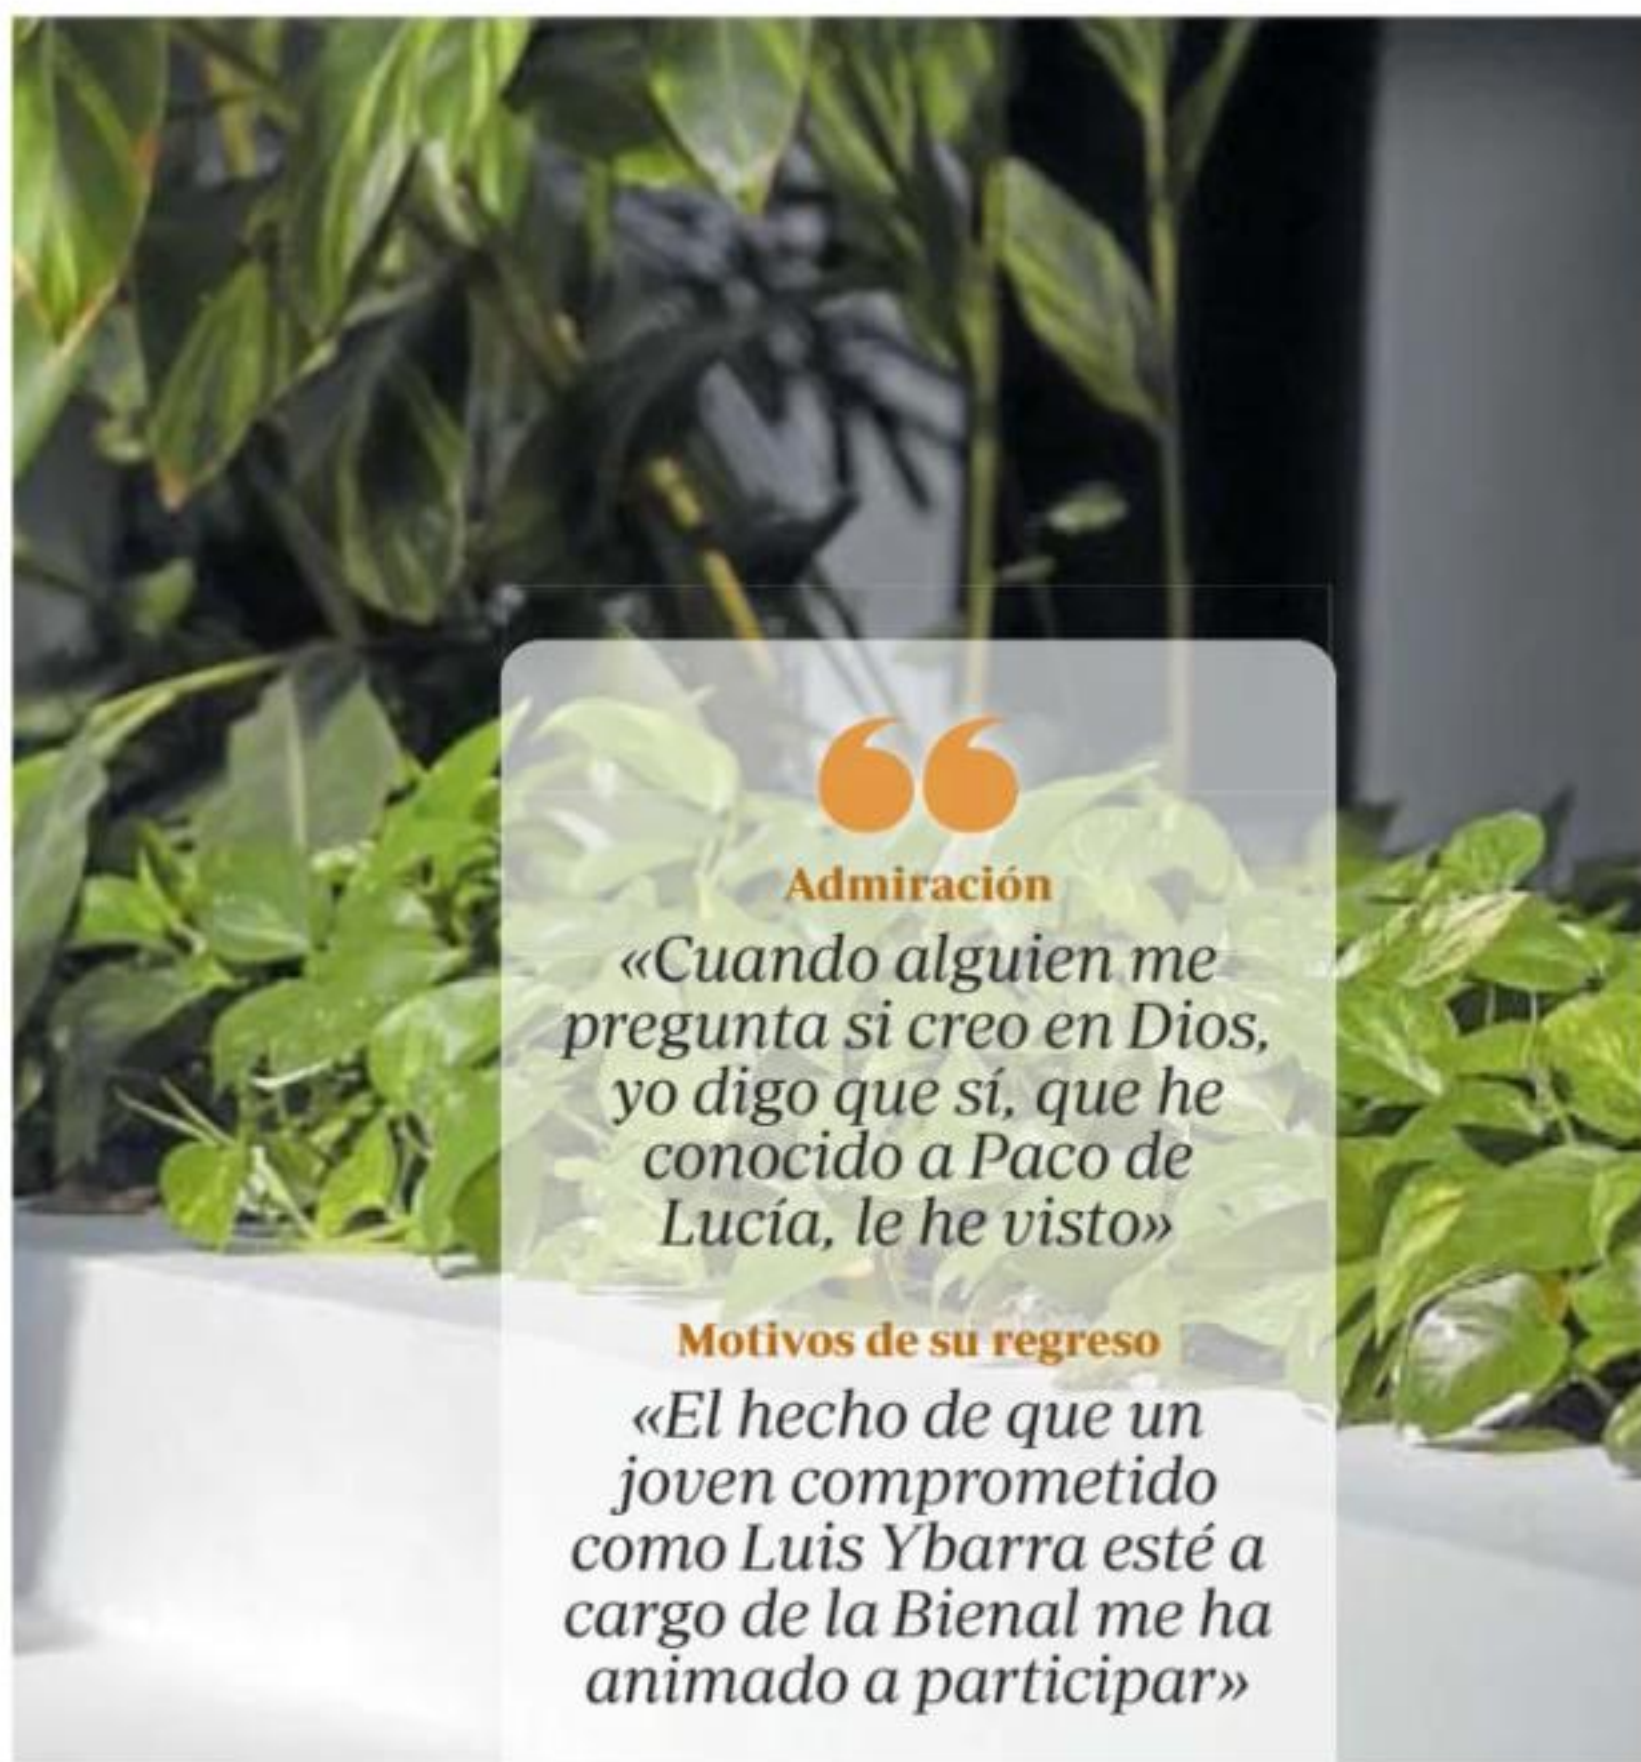 Admiración
«Cuando alguien me
pregunta si creo en Dios,
yo digo que sí, que he
conocido a Paco de
Lucía, le he visto»
Motivos de su regreso
«El hecho de que un
joven comprometido
como Luis Ybarra esté a
cargo de la Bienal me ha
animado a participar»